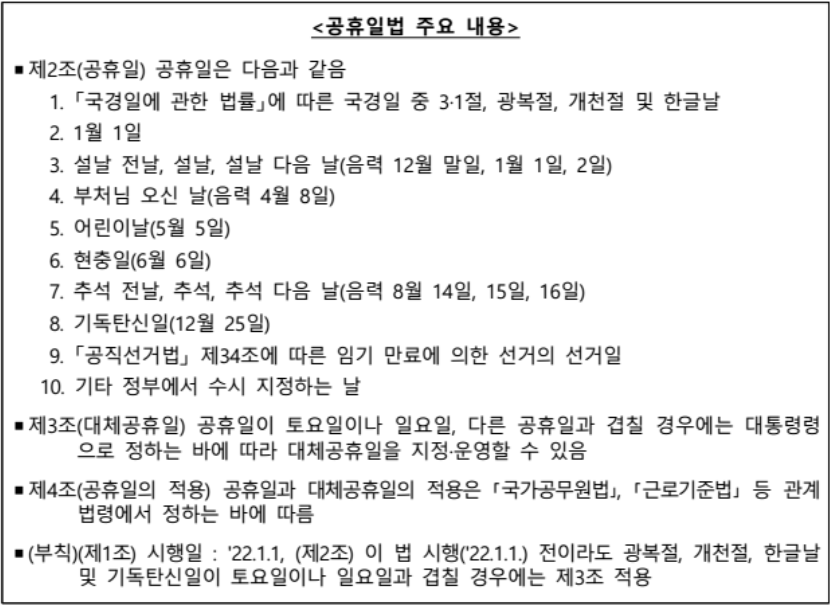 <공휴일법 주요 내용>
▪ 제2조(공휴일) 공휴일은 다음과 같음
1. 「국경일에 관한 법률」에 따른 국경일 중 3·1절, 광복절, 개천절 및 한글날
2. 1월 1일
3. 설날 전날, 설날, 설날 다음 날(음력 12월 말일, 1월 1일, 2일)
4. 부처님 오신 날(음력 4월 8일)
5. 어린이날(5월 5일)
6. 현충일(6월 6일)
7. 추석 전날, 추석, 추석 다음 날(음력 8월 14일, 15일, 16일)
8. 기독탄신일(12월 25일)
9. 「공직선거법」 제34조에 따른 임기 만료에 의한 선거의 선거일
10. 기타 정부에서 수시 지정하는 날
▪ 제3조(대체공휴일) 공휴일이 토요일이나 일요일, 다른 공휴일과 겹칠 경우에는 대통령령
으로 정하는 바에 따라 대체공휴일을 지정·운영할 수 있음
▪ 제4조(공휴일의 적용) 공휴일과 대체공휴일의 적용은 「국가공무원법」, 「근로기준법」 등 관계
법령에서 정하는 바에 따름
▪ (부칙)(제1조) 시행일 : '22.1.1, (제2조) 이 법 시행('22.1.1.) 전이라도 광복절, 개천절, 한글날
및 기독탄신일이 토요일이나 일요일과 겹칠 경우에는 제3조 적용